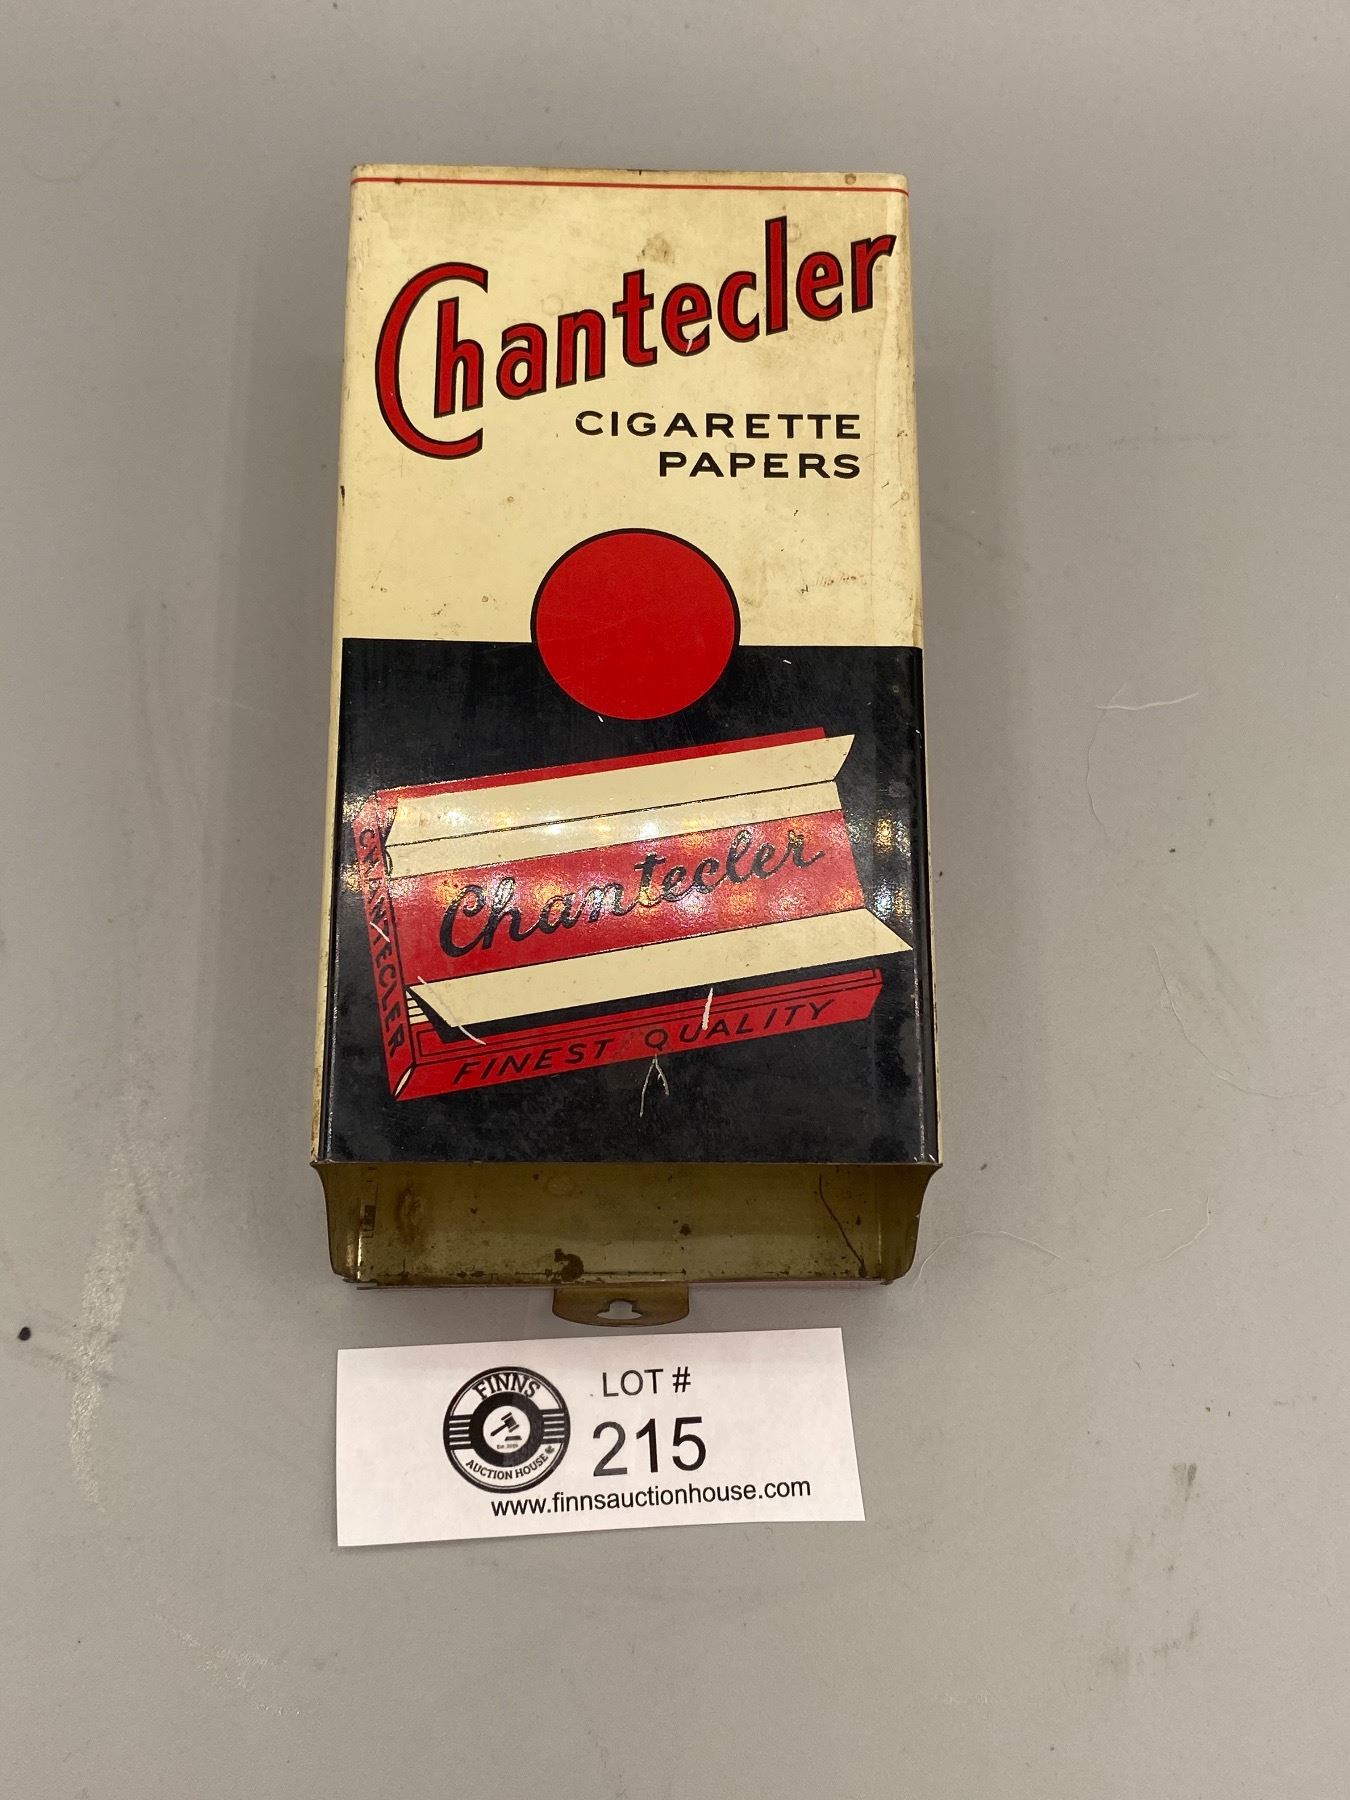 Chantecler
CIGARETTE
PAPERS
Chantecler
CHANTECLER
FINEST QUALITY
FINNS
AUCTION HOUSE
LOT #
215
www.finnsauctionhouse.com